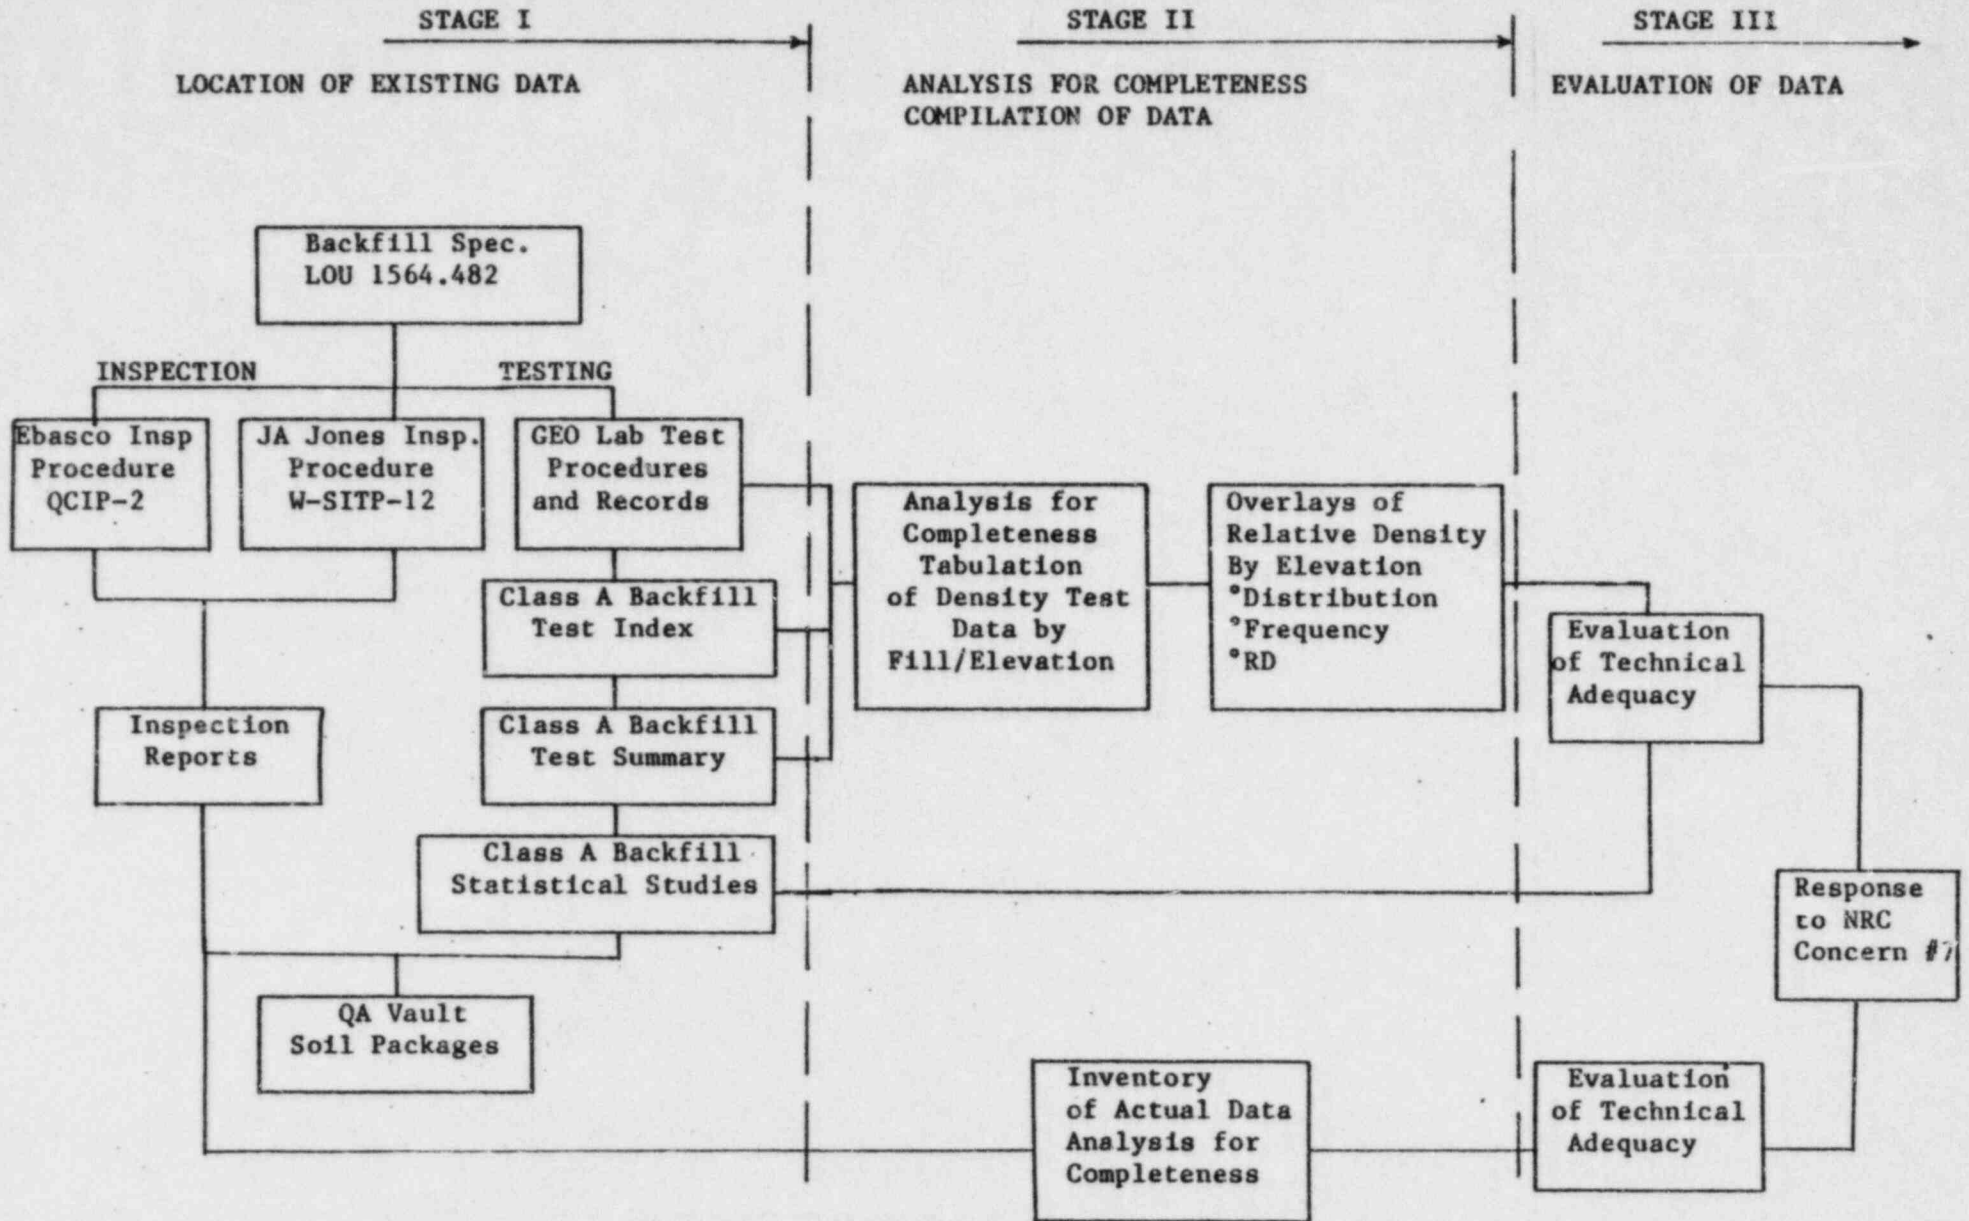 STAGE I
STAGE II
STAGE III
LOCATION OF EXISTING DATA
ANALYSIS FOR COMPLETENESS
COMPILATION OF DATA
EVALUATION OF DATA
Backfill Spec.
LOU 1564.482
INSPECTION
TESTING
Ebasco Insp
Procedure
QCIP-2
JA Jones Insp.
Procedure
W-SITP-12
GEO Lab Test
Procedures
and Records
Class A Backfill
Test Index
Class A Backfill
Test Summary
Class A Backfill
Statistical Studies
Inspection
Reports
QA Vault
Soil Packages
Analysis for
Completeness
Tabulation
of Density Test
Data by
Fill/Elevation
Overlays of
Relative Density
By Elevation
°Distribution
°Frequency
°RD
Evaluation
of Technical
Adequacy
Inventory
of Actual Data
Analysis for
Completeness
Evaluation
of Technical
Adequacy
Response
to NRC
Concern #7